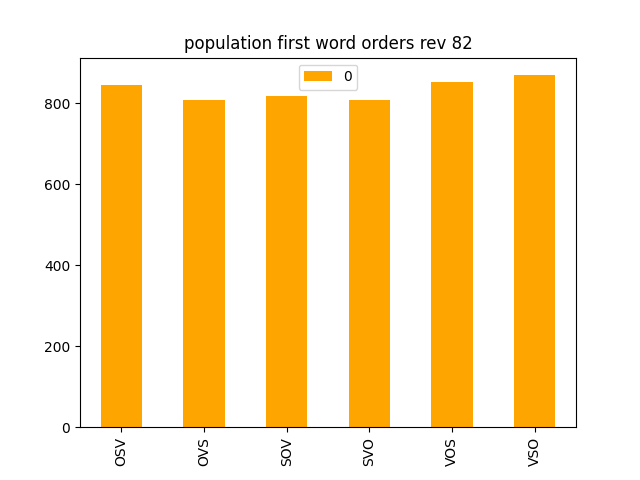 population first word orders rev 82
0
800
600
400
200
0
OSV
OVS
SOV
SVO
VOS
VSO